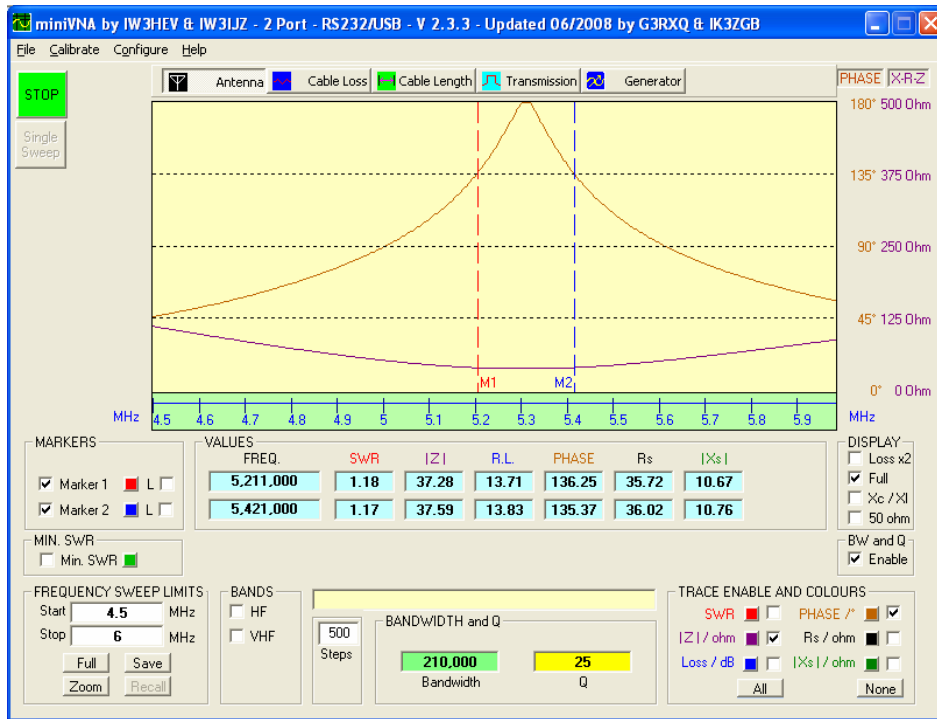 miniVNA by IW3HEV & IW3IJZ - 2 Port - RS232/USB - V 2.3.3 - Updated 06/2008 by G3RXQ & IK3ZGB
File Calibrate Configure Help
STOP
Single
Sweep
Antenna Cable Loss Cable Length Transmission Generator
PHASE X-R-Z
180° 500 Ohm
135° 375 Ohm
90° 250 Ohm
45° 125 Ohm
0° 0 Ohm
M1 M2
MHz 4.5 4.6 4.7 4.8 4.9 5 5.1 5.2 5.3 5.4 5.5 5.6 5.7 5.8 5.9 MHz
MARKERS
Marker 1 L
Marker 2 L
VALUES
FREQ. SWR |Z| R.L. PHASE Rs |Xs|
5,211,000 1.18 37.28 13.71 136.25 35.72 10.67
5,421,000 1.17 37.59 13.83 135.37 36.02 10.76
DISPLAY
Loss x2
Full
Xc / Xl
50 ohm
MIN. SWR
Min. SWR
BW and Q
Enable
FREQUENCY SWEEP LIMITS
Start 4.5 MHz
Stop 6 MHz
Full Save
Zoom Recall
BANDS
HF
VHF
500
Steps
BANDWIDTH and Q
210,000 25
Bandwidth Q
TRACE ENABLE AND COLOURS
SWR PHASE /°
|Z| / ohm Rs / ohm
Loss / dB |Xs| / ohm
All None